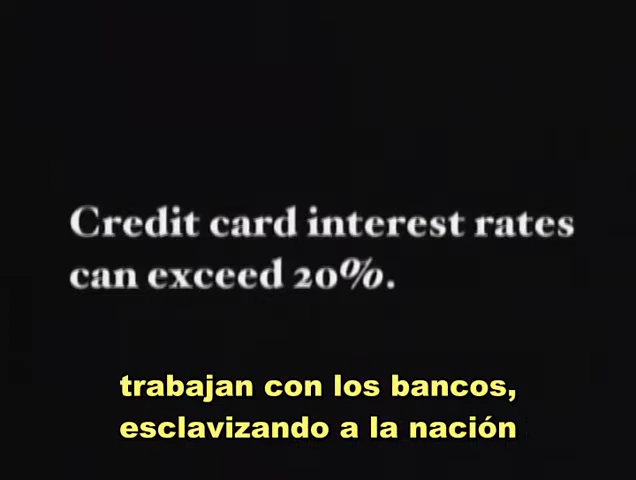 Credit card interest rates
can exceed 20%.
trabajan con los bancos,
esclavizando a la nación